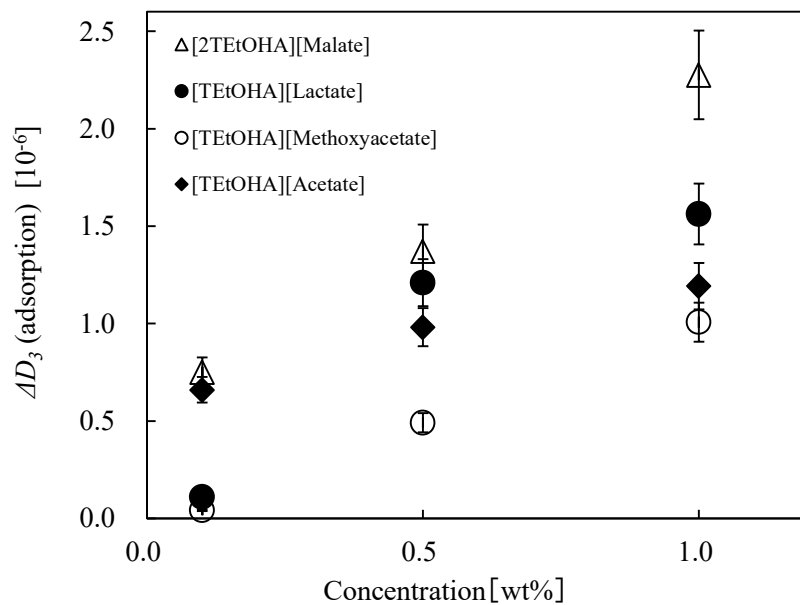 2.5
2.0
1.5
1.0
0.5
0.0
ΔD₃ (adsorption) [10⁻⁶]
[2TEtOHA][Malate]
[TEtOHA][Lactate]
[TEtOHA][Methoxyacetate]
[TEtOHA][Acetate]
0.0 0.5 1.0
Concentration[wt%]